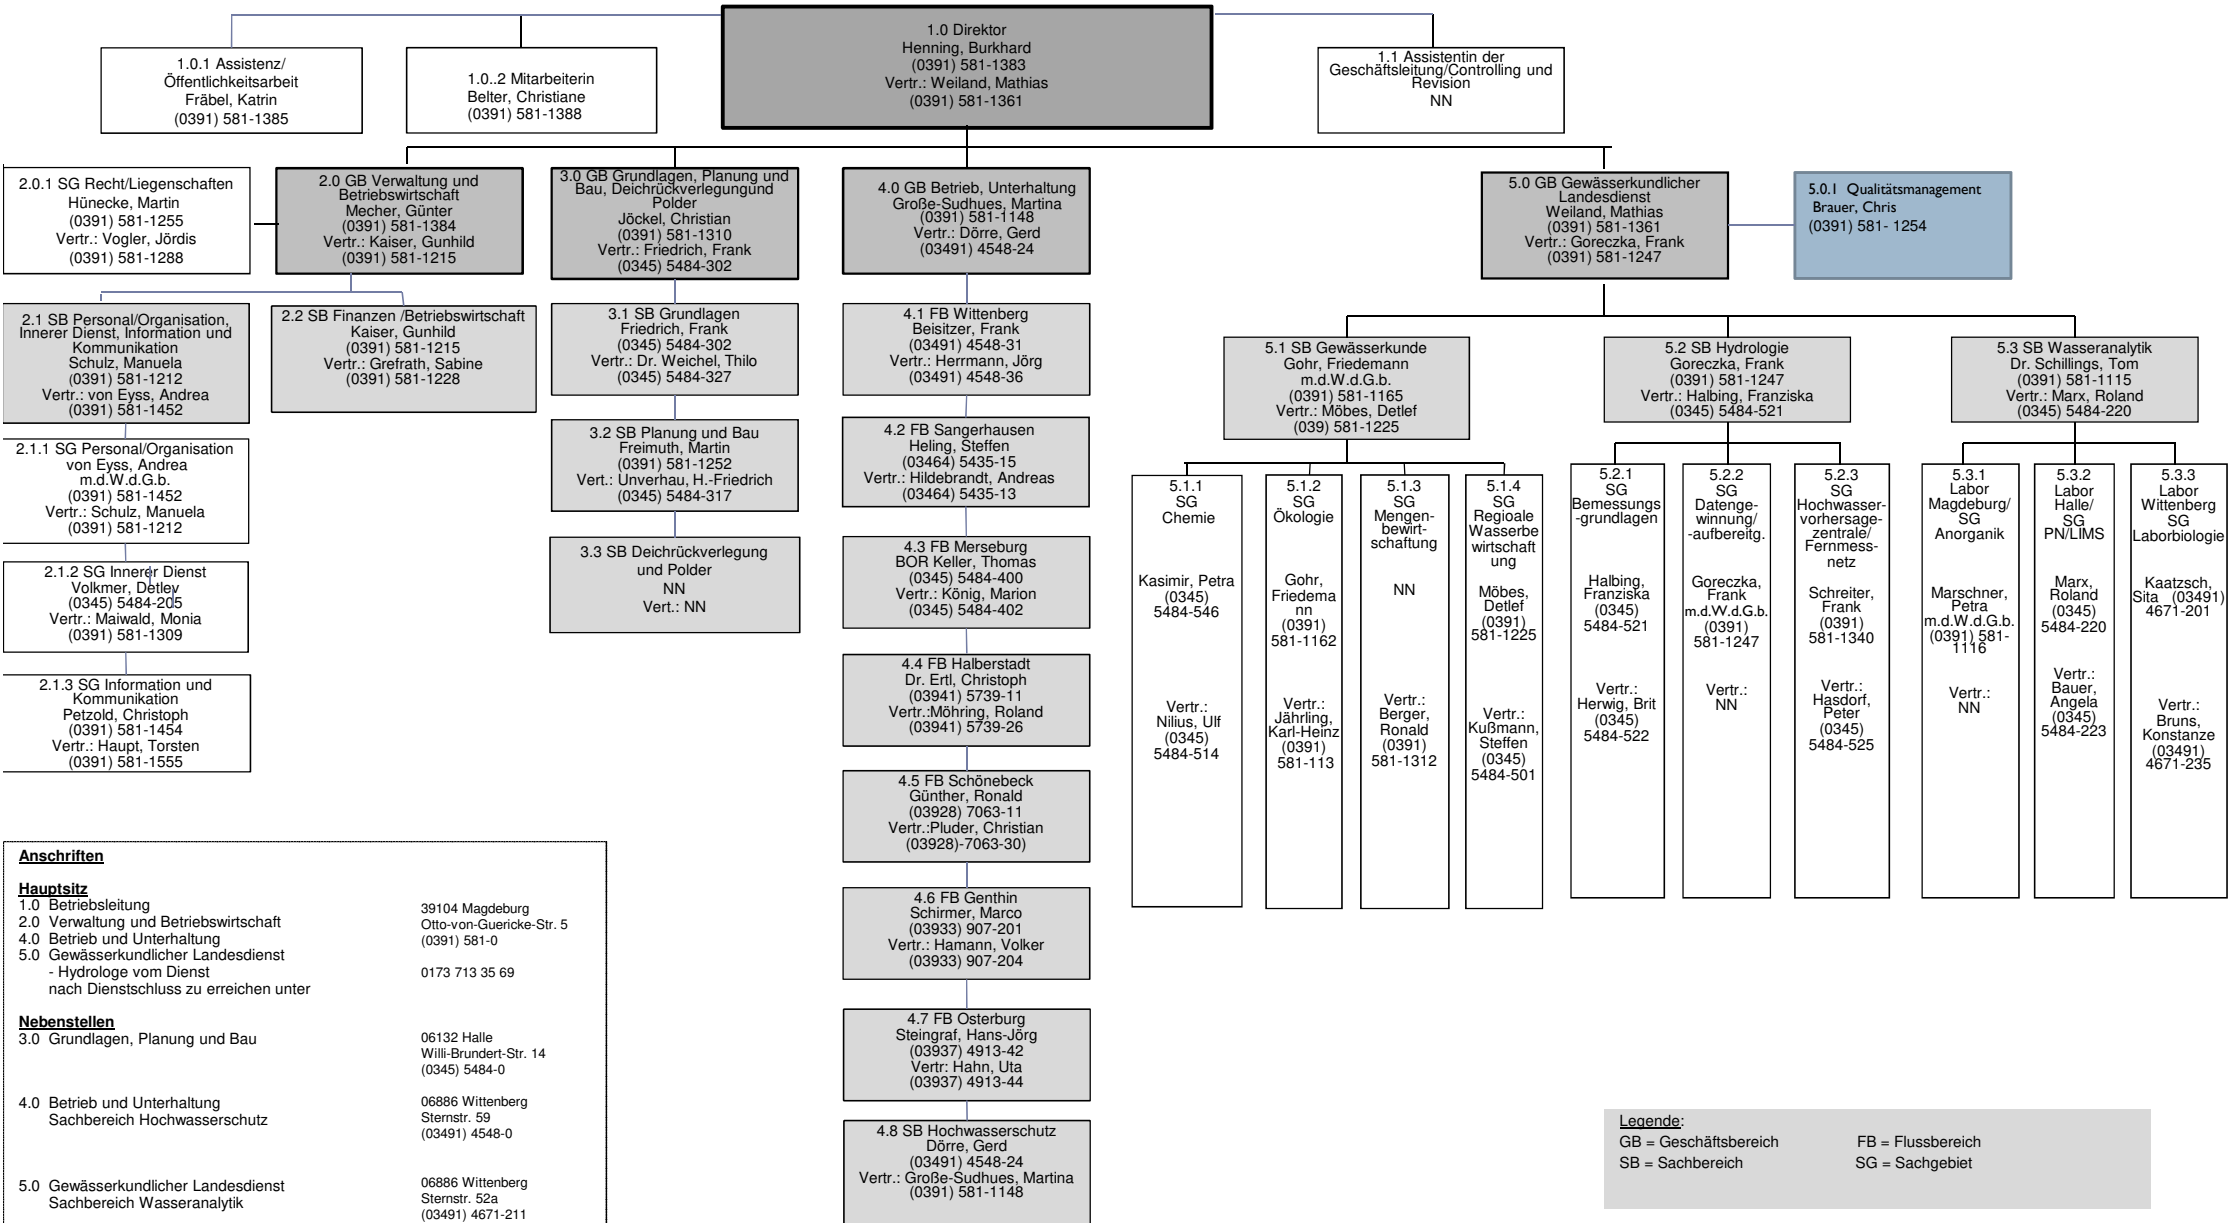 1.0 Direktor
Henning, Burkhard
(0391) 581-1383
Vertr.: Weiland, Mathias
(0391) 581-1361
1.0.1 Assistenz/
Öffentlichkeitsarbeit
Fräbel, Katrin
(0391) 581-1385
1.0..2 Mitarbeiterin
Belter, Christiane
(0391) 581-1388
1.1 Assistentin der
Geschäftsleitung/Controlling und
Revision
NN
2.0.1 SG Recht/Liegenschaften
Hünecke, Martin
(0391) 581-1255
Vertr.: Vogler, Jördis
(0391) 581-1288
2.0 GB Verwaltung und
Betriebswirtschaft
Mecher, Günter
(0391) 581-1384
Vertr.: Kaiser, Gunhild
(0391) 581-1215
3.0 GB Grundlagen, Planung und
Bau, Deichrückverlegungund
Polder
Jöckel, Christian
(0391) 581-1310
Vertr.: Friedrich, Frank
(0345) 5484-302
4.0 GB Betrieb, Unterhaltung
Große-Sudhues, Martina
(0391) 581-1148
Vertr.: Dörre, Gerd
(03491) 4548-24
5.0 GB Gewässerkundlicher
Landesdienst
Weiland, Mathias
(0391) 581-1361
Vertr.: Goreczka, Frank
(0391) 581-1247
5.0.1 Qualitätsmanagement
Brauer, Chris
(0391) 581- 1254
2.1 SB Personal/Organisation,
Innerer Dienst, Information und
Kommunikation
Schulz, Manuela
(0391) 581-1212
Vertr.: von Eyss, Andrea
(0391) 581-1452
2.2 SB Finanzen /Betriebswirtschaft
Kaiser, Gunhild
(0391) 581-1215
Vertr.: Grefrath, Sabine
(0391) 581-1228
2.1.1 SG Personal/Organisation
von Eyss, Andrea
m.d.W.d.G.b.
(0391) 581-1452
Vertr.: Schulz, Manuela
(0391) 581-1212
2.1.2 SG Innerer Dienst
Volkmer, Detlev
(0345) 5484-205
Vertr.: Maiwald, Monia
(0391) 581-1309
2.1.3 SG Information und
Kommunikation
Petzold, Christoph
(0391) 581-1454
Vertr.: Haupt, Torsten
(0391) 581-1555
3.1 SB Grundlagen
Friedrich, Frank
(0345) 5484-302
Vertr.: Dr. Weichel, Thilo
(0345) 5484-327
3.2 SB Planung und Bau
Freimuth, Martin
(0391) 581-1252
Vert.: Unverhau, H.-Friedrich
(0345) 5484-317
3.3 SB Deichrückverlegung
und Polder
NN
Vert.: NN
4.1 FB Wittenberg
Beisitzer, Frank
(03491) 4548-31
Vertr.: Herrmann, Jörg
(03491) 4548-36
4.2 FB Sangerhausen
Heling, Steffen
(03464) 5435-15
Vertr.: Hildebrandt, Andreas
(03464) 5435-13
4.3 FB Merseburg
BOR Keller, Thomas
(0345) 5484-400
Vertr.: König, Marion
(0345) 5484-402
4.4 FB Halberstadt
Dr. Ertl, Christoph
(03941) 5739-11
Vertr.:Möhring, Roland
(03941) 5739-26
4.5 FB Schönebeck
Günther, Ronald
(03928) 7063-11
Vertr.:Pluder, Christian
(03928)-7063-30)
4.6 FB Genthin
Schirmer, Marco
(03933) 907-201
Vertr.: Hamann, Volker
(03933) 907-204
4.7 FB Osterburg
Steingraf, Hans-Jörg
(03937) 4913-42
Vertr: Hahn, Uta
(03937) 4913-44
4.8 SB Hochwasserschutz
Dörre, Gerd
(03491) 4548-24
Vertr.: Große-Sudhues, Martina
(0391) 581-1148
5.1 SB Gewässerkunde
Gohr, Friedemann
m.d.W.d.G.b.
(0391) 581-1165
Vertr.: Möbes, Detlef
(039) 581-1225
5.2 SB Hydrologie
Goreczka, Frank
(0391) 581-1247
Vertr.: Halbing, Franziska
(0345) 5484-521
5.3 SB Wasseranalytik
Dr. Schillings, Tom
(0391) 581-1115
Vertr.: Marx, Roland
(0345) 5484-220
5.1.1
SG
Chemie
Kasimir, Petra
(0345)
5484-546
Vertr.:
Nilius, Ulf
(0345)
5484-514
5.1.2
SG
Ökologie
Gohr,
Friedema
nn
(0391)
581-1162
Vertr.:
Jährling,
Karl-Heinz
(0391)
581-113
5.1.3
SG
Mengen-
bewirt-
schaftung
NN
Vertr.:
Berger,
Ronald
(0391)
581-1312
5.1.4
SG
Regioale
Wasserbe
wirtschaft
ung
Möbes,
Detlef
(0391)
581-1225
Vertr.:
Kußmann,
Steffen
(0345)
5484-501
5.2.1
SG
Bemessungs
-grundlagen
Halbing,
Franziska
(0345)
5484-521
Vertr.:
Herwig, Brit
(0345)
5484-522
5.2.2
SG
Datenge-
winnung/
-aufbereitg.
Goreczka,
Frank
m.d.W.d.G.b.
(0391)
581-1247
Vertr.:
NN
5.2.3
SG
Hochwasser-
vorhersage-
zentrale/
Fernmess-
netz
Schreiter,
Frank
(0391)
581-1340
Vertr.:
Hasdorf,
Peter
(0345)
5484-525
5.3.1
Labor
Magdeburg/
SG
Anorganik
Marschner,
Petra
m.d.W.d.G.b.
(0391) 581-
1116
Vertr.:
NN
5.3.2
Labor
Halle/
SG
PN/LIMS
Marx,
Roland
(0345)
5484-220
Vertr.:
Bauer,
Angela
(0345)
5484-223
5.3.3
Labor
Wittenberg
SG
Laborbiologie
Kaatzsch,
Sita (03491)
4671-201
Vertr.:
Bruns,
Konstanze
(03491)
4671-235
Anschriften
Hauptsitz
1.0 Betriebsleitung
2.0 Verwaltung und Betriebswirtschaft
4.0 Betrieb und Unterhaltung
5.0 Gewässerkundlicher Landesdienst
- Hydrologe vom Dienst
nach Dienstschluss zu erreichen unter
39104 Magdeburg
Otto-von-Guericke-Str. 5
(0391) 581-0
0173 713 35 69
Nebenstellen
3.0 Grundlagen, Planung und Bau
06132 Halle
Willi-Brundert-Str. 14
(0345) 5484-0
4.0 Betrieb und Unterhaltung
Sachbereich Hochwasserschutz
06886 Wittenberg
Sternstr. 59
(03491) 4548-0
5.0 Gewässerkundlicher Landesdienst
Sachbereich Wasseranalytik
06886 Wittenberg
Sternstr. 52a
(03491) 4671-211
Legende:
GB = Geschäftsbereich FB = Flussbereich
SB = Sachbereich SG = Sachgebiet